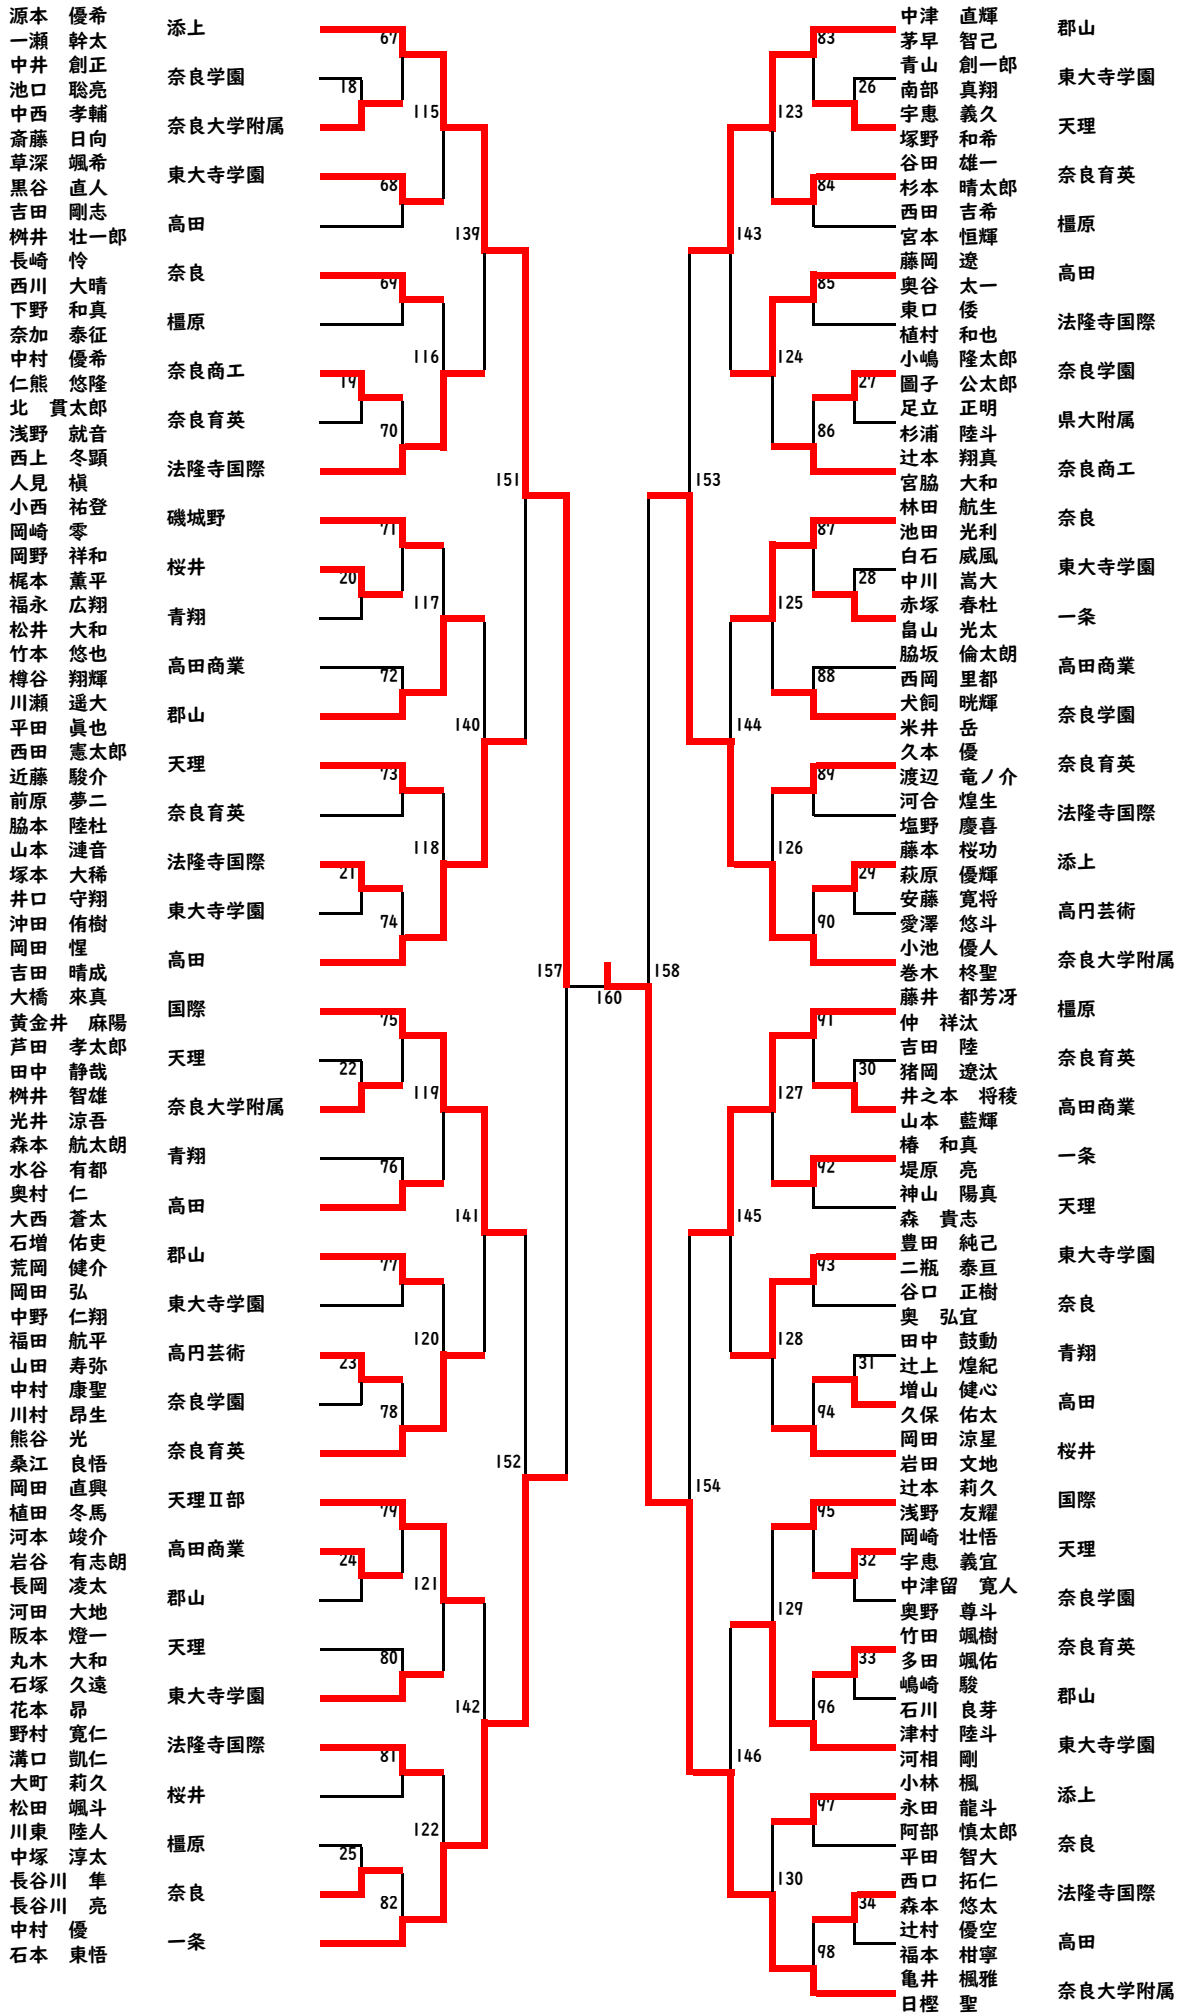 源本　優希
一瀬　幹太
添上
中井　創正
池口　聡亮
奈良学園
中西　孝輔
斎藤　日向
奈良大学附属
草深　颯希
黒谷　直人
東大寺学園
吉田　剛志
桝井　壮一郎
高田
長崎　怜
西川　大晴
奈良
下野　和真
奈加　泰征
橿原
中村　優希
仁熊　悠隆
奈良商工
北　貫太郎
浅野　就音
奈良育英
西上　冬顕
人見　槙
法隆寺国際
小西　祐登
岡崎　零
磯城野
岡野　祥和
梶本　薫平
桜井
福永　広翔
松井　大和
青翔
竹本　悠也
樽谷　翔輝
高田商業
川瀬　遥大
平田　眞也
郡山
西田　憲太郎
近藤　駿介
天理
前原　夢二
脇本　陸杜
奈良育英
山本　漣音
塚本　大稀
法隆寺国際
井口　守翔
沖田　侑樹
東大寺学園
岡田　惺
吉田　晴成
高田
大橋　來真
黄金井　麻陽
国際
芦田　孝太郎
田中　静哉
天理
桝井　智雄
光井　涼吾
奈良大学附属
森本　航太朗
水谷　有都
青翔
奥村　仁
大西　蒼太
高田
石増　佑吏
荒岡　健介
郡山
岡田　弘
中野　仁翔
東大寺学園
福田　航平
山田　寿弥
高円芸術
中村　康聖
川村　昂生
奈良学園
熊谷　光
桑江　良悟
奈良育英
岡田　直興
植田　冬馬
天理Ⅱ部
河本　竣介
岩谷　有志朗
高田商業
長岡　凌太
河田　大地
郡山
阪本　燈一
丸木　大和
天理
石塚　久遠
花本　昴
東大寺学園
野村　寛仁
溝口　凱仁
法隆寺国際
大町　莉久
松田　颯斗
桜井
川東　陸人
中塚　淳太
橿原
長谷川　隼
長谷川　亮
奈良
中村　優
石本　東悟
一条
67
18
115
68
139
69
116
19
70
151
71
20
117
72
140
73
118
21
74
157
75
22
119
76
141
77
120
23
78
152
79
24
121
80
142
81
122
25
82
160
83
26
123
84
143
85
124
27
86
153
87
28
125
88
144
89
126
29
90
158
91
30
127
92
145
93
128
31
94
154
95
32
129
33
96
146
97
130
34
98
中津　直輝
茅早　智己
郡山
青山　創一郎
南部　真翔
東大寺学園
宇恵　義久
塚野　和希
天理
谷田　雄一
杉本　晴太郎
奈良育英
西田　吉希
宮本　恒輝
橿原
藤岡　遼
奥谷　太一
高田
東口　倭
植村　和也
法隆寺国際
小嶋　隆太郎
圖子　公太郎
奈良学園
足立　正明
杉浦　陸斗
県大附属
辻本　翔真
宮脇　大和
奈良商工
林田　航生
池田　光利
奈良
白石　威風
中川　嵩大
東大寺学園
赤塚　春杜
畠山　光太
一条
脇坂　倫太朗
西岡　里都
高田商業
犬飼　晄輝
米井　岳
奈良学園
久本　優
渡辺　竜ノ介
奈良育英
河合　煌生
塩野　慶喜
法隆寺国際
藤本　桜功
萩原　優輝
添上
安藤　寛将
愛澤　悠斗
高円芸術
小池　優人
巻木　柊聖
奈良大学附属
藤井　都芳冴
仲　祥汰
橿原
吉田　陸
猪岡　遼汰
奈良育英
井之本　将稜
山本　藍輝
高田商業
椿　和真
堤原　亮
一条
神山　陽真
森　貴志
天理
豊田　純己
二瓶　泰亘
東大寺学園
谷口　正樹
奥　弘宜
奈良
田中　鼓動
辻上　煌紀
青翔
増山　健心
久保　佑太
高田
岡田　涼星
岩田　文地
桜井
辻本　莉久
浅野　友耀
国際
岡崎　壮悟
宇恵　義宜
天理
中津留　寛人
奥野　尊斗
奈良学園
竹田　颯樹
多田　颯佑
奈良育英
嶋崎　駿
石川　良芽
郡山
津村　陸斗
河相　剛
東大寺学園
小林　楓
永田　龍斗
添上
阿部　慎太郎
平田　智大
奈良
西口　拓仁
森本　悠太
法隆寺国際
辻村　優空
福本　柑寧
高田
亀井　楓雅
日樫　聖
奈良大学附属